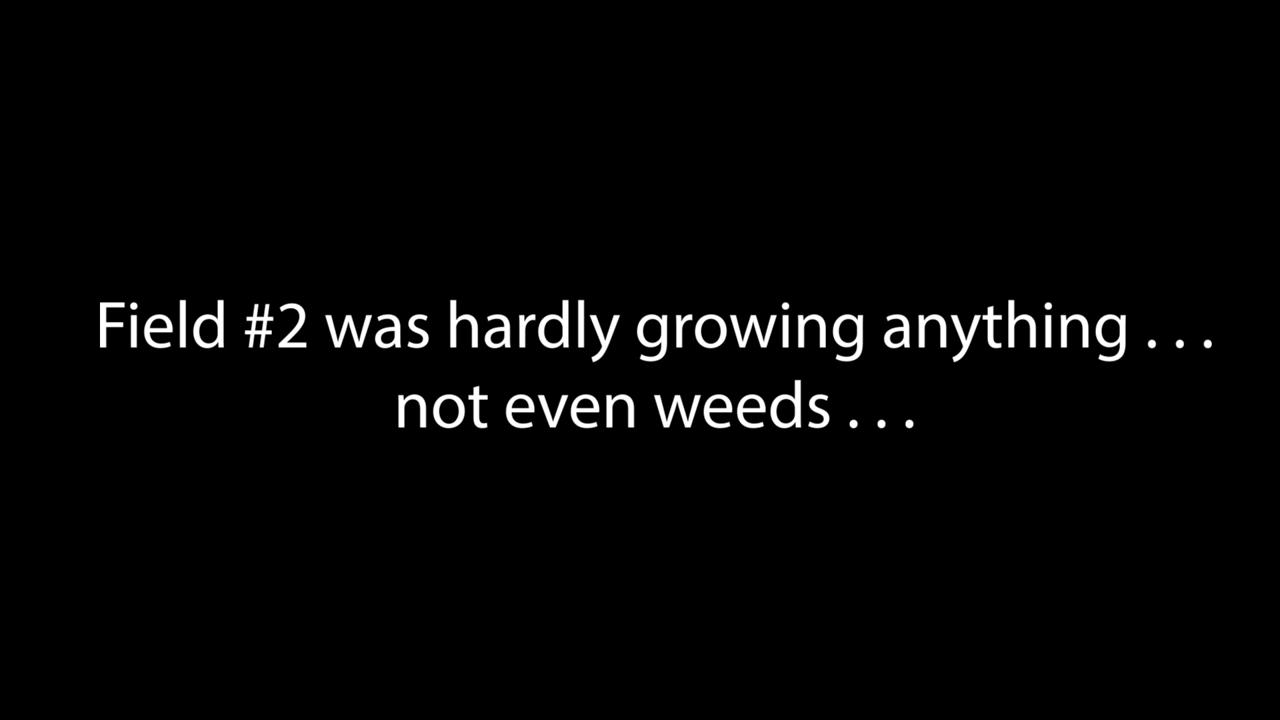 Field #2 was hardly growing anything . . .
not even weeds . . .